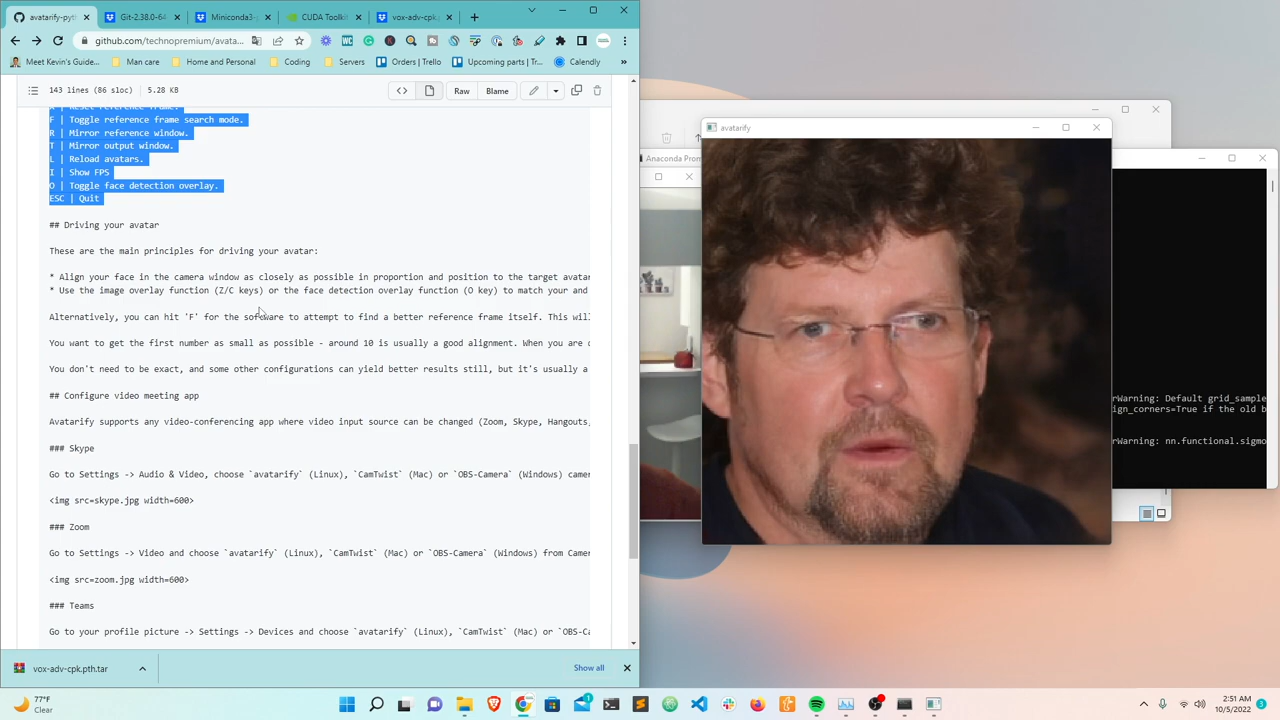 avatarify-pyt
Git-2.38.0-64
Miniconda3-
CUDA Toolkit
vox-adv-cpk.p
github.com/technopremium/avata...
Meet Kevin's Guide...
Man care
Home and Personal
Coding
Servers
Orders | Trello
Upcoming parts | Tr...
Calendly
143 lines (86 sloc)
5.28 KB
Raw
Blame
X | Reset reference frame.
F | Toggle reference frame search mode.
R | Mirror reference window.
T | Mirror output window.
L | Reload avatars.
I | Show FPS
O | Toggle face detection overlay.
ESC | Quit
## Driving your avatar
These are the main principles for driving your avatar:
* Align your face in the camera window as closely as possible in proportion and position to the target avatar
* Use the image overlay function (Z/C keys) or the face detection overlay function (O key) to match your and
Alternatively, you can hit 'F' for the software to attempt to find a better reference frame itself. This wil
You want to get the first number as small as possible - around 10 is usually a good alignment. When you are d
You don't need to be exact, and some other configurations can yield better results still, but it's usually a
## Configure video meeting app
Avatarify supports any video-conferencing app where video input source can be changed (Zoom, Skype, Hangouts,
### Skype
Go to Settings -> Audio & Video, choose `avatarify` (Linux), `CamTwist` (Mac) or `OBS-Camera` (Windows) camer
<img src=skype.jpg width=600>
### Zoom
Go to Settings -> Video and choose `avatarify` (Linux), `CamTwist` (Mac) or `OBS-Camera` (Windows) from Camer
<img src=zoom.jpg width=600>
### Teams
Go to your profile picture -> Settings -> Devices and choose `avatarify` (Linux), `CamTwist` (Mac) or `OBS-Ca
vox-adv-cpk.pth.tar
Show all
avatarify
Anaconda Prom
rWarning: Default grid_sample
ign_corners=True if the old b
rWarning: nn.functional.sigmo
77°F
Clear
2:51 AM
10/5/2022